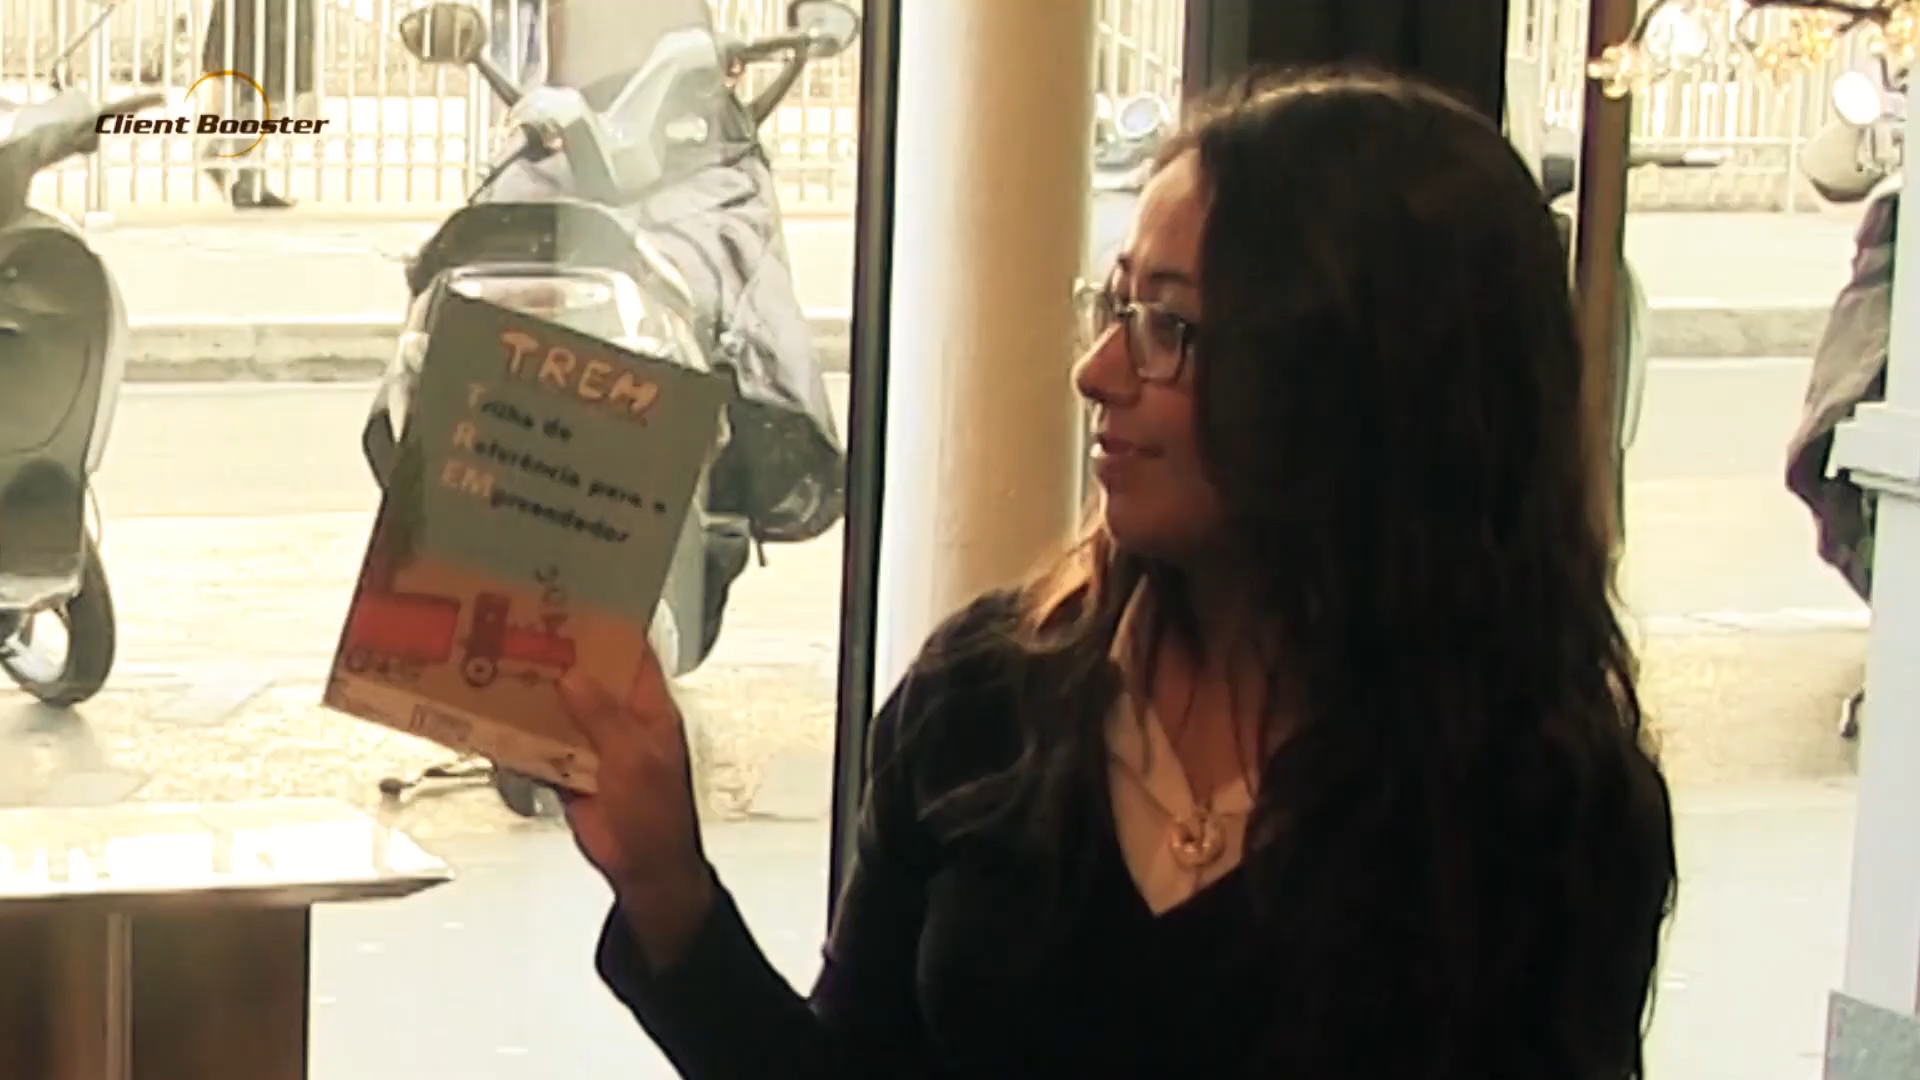 Client Booster
TREM
Trilha de
Referência para o
EMpreendedor